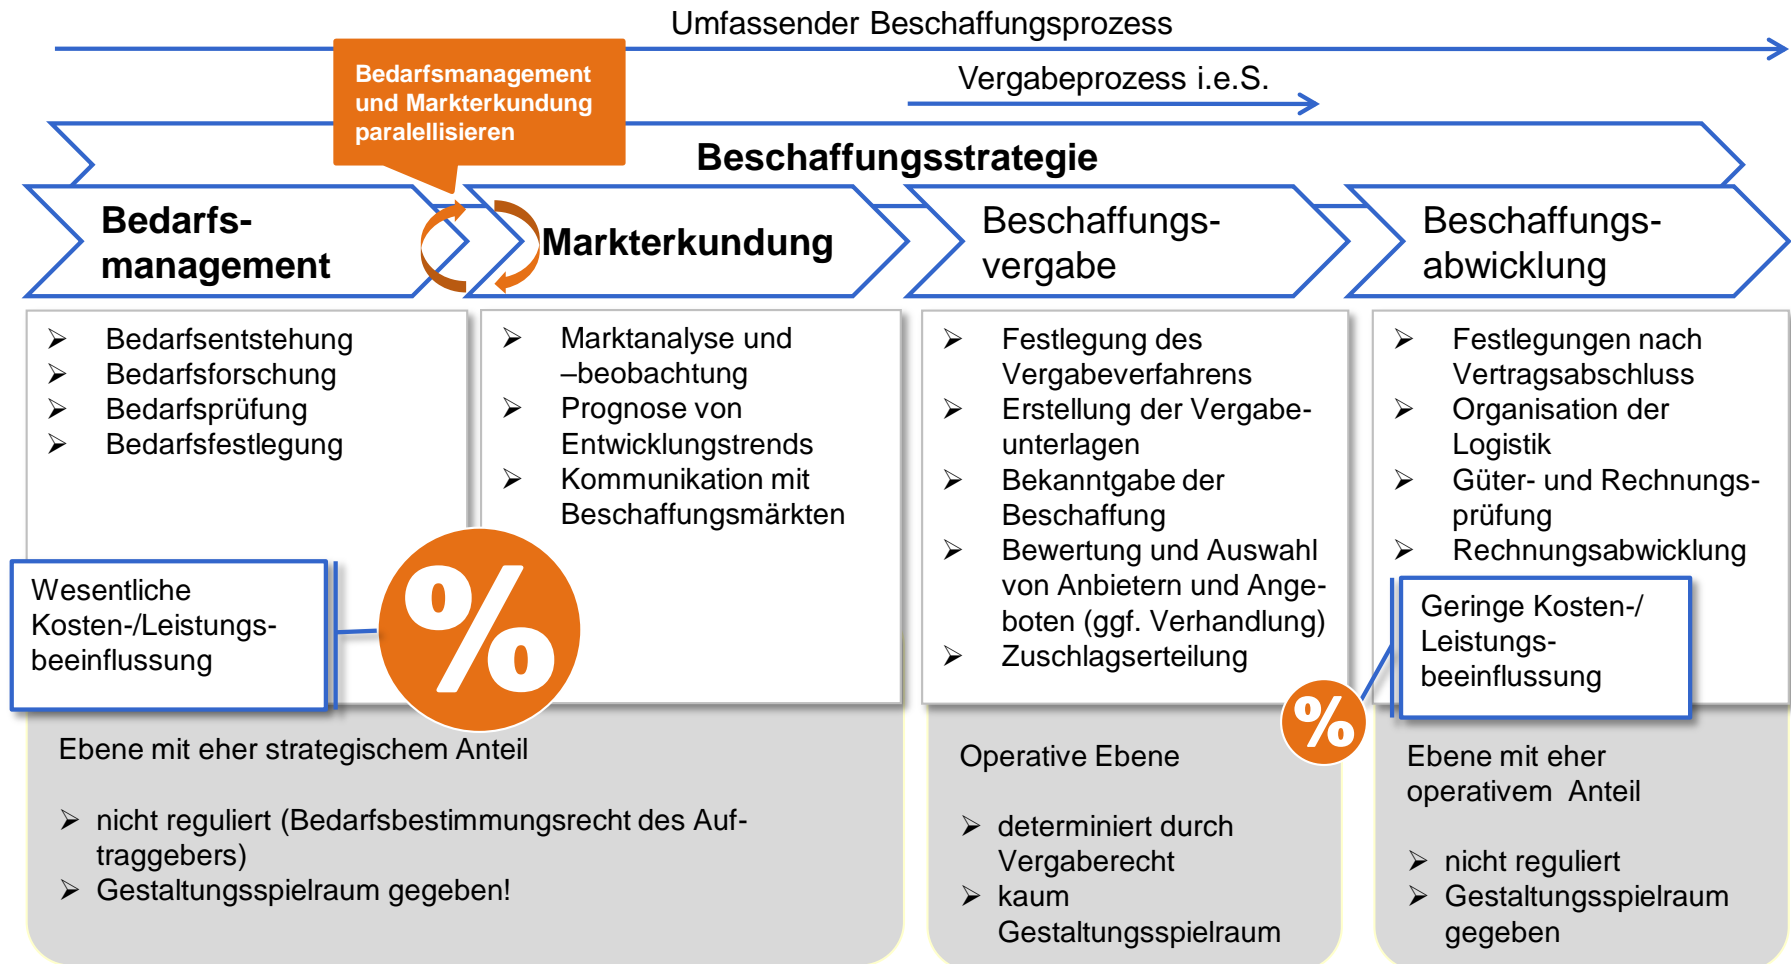 Umfassender Beschaffungsprozess
Bedarfsmanagement
und Markterkundung
paralellisieren
Vergabeprozess i.e.S.
Beschaffungsstrategie
Bedarfs-
management
Markterkundung
Beschaffungs-
vergabe
Beschaffungs-
abwicklung
➢ Bedarfsentstehung
➢ Bedarfsforschung
➢ Bedarfsprüfung
➢ Bedarfsfestlegung
➢ Marktanalyse und
–beobachtung
➢ Prognose von
Entwicklungstrends
➢ Kommunikation mit
Beschaffungsmärkten
➢ Festlegung des
Vergabeverfahrens
➢ Erstellung der Vergabe-
unterlagen
➢ Bekanntgabe der
Beschaffung
➢ Bewertung und Auswahl
von Anbietern und Ange-
boten (ggf. Verhandlung)
➢ Zuschlagserteilung
➢ Festlegungen nach
Vertragsabschluss
➢ Organisation der
Logistik
➢ Güter- und Rechnungs-
prüfung
➢ Rechnungsabwicklung
Wesentliche
Kosten-/Leistungs-
beeinflussung
%
Geringe Kosten-/
Leistungs-
beeinflussung
%
Ebene mit eher strategischem Anteil
➢ nicht reguliert (Bedarfsbestimmungsrecht des Auf-
traggebers)
➢ Gestaltungsspielraum gegeben!
Operative Ebene
➢ determiniert durch
Vergaberecht
➢ kaum
Gestaltungsspielraum
Ebene mit eher
operativem Anteil
➢ nicht reguliert
➢ Gestaltungsspielraum
gegeben